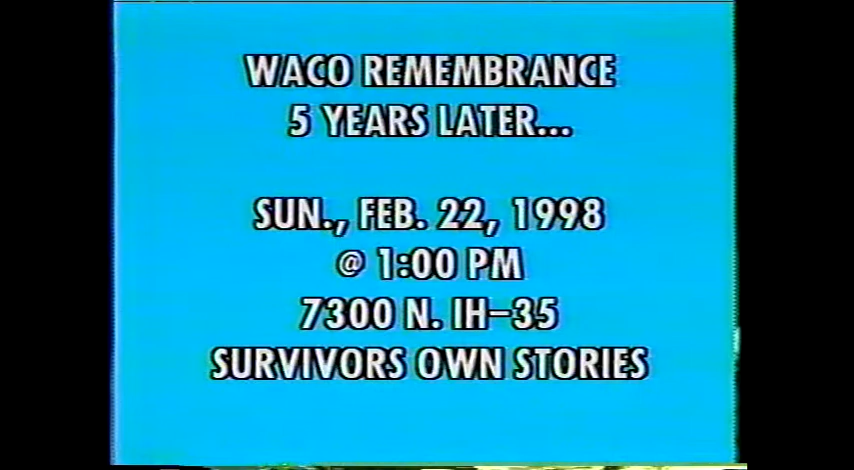 WACO REMEMBRANCE
5 YEARS LATER...
SUN., FEB. 22, 1998
@ 1:00 PM
7300 N. IH-35
SURVIVORS OWN STORIES